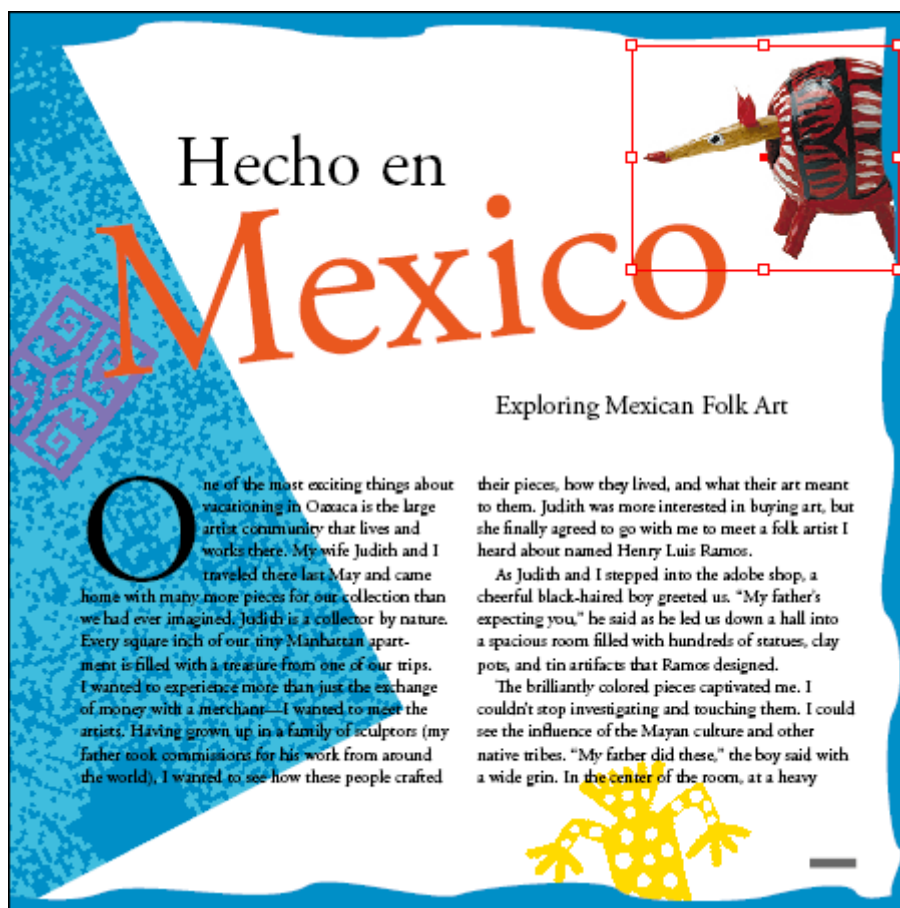 Hecho en
Mexico
Exploring Mexican Folk Art
One of the most exciting things about
vacationing in Oaxaca is the large
artist community that lives and
works there. My wife Judith and I
traveled there last May and came
home with many more pieces for our collection than
we had ever imagined. Judith is a collector by nature.
Every square inch of our tiny Manhattan apart-
ment is filled with a treasure from one of our trips.
I wanted to experience more than just the exchange
of money with a merchant—I wanted to meet the
artists. Having grown up in a family of sculptors (my
father took commissions for his work from around
the world), I wanted to see how these people crafted
their pieces, how they lived, and what their art meant
to them. Judith was more interested in buying art, but
she finally agreed to go with me to meet a folk artist I
heard about named Henry Luis Ramos.
As Judith and I stepped into the adobe shop, a
cheerful black-haired boy greeted us. “My father’s
expecting you,” he said as he led us down a hall into
a spacious room filled with hundreds of statues, clay
pots, and tin artifacts that Ramos designed.
The brilliantly colored pieces captivated me. I
couldn’t stop investigating and touching them. I could
see the influence of the Mayan culture and other
native tribes. “My father did these,” the boy said with
a wide grin. In the center of the room, at a heavy